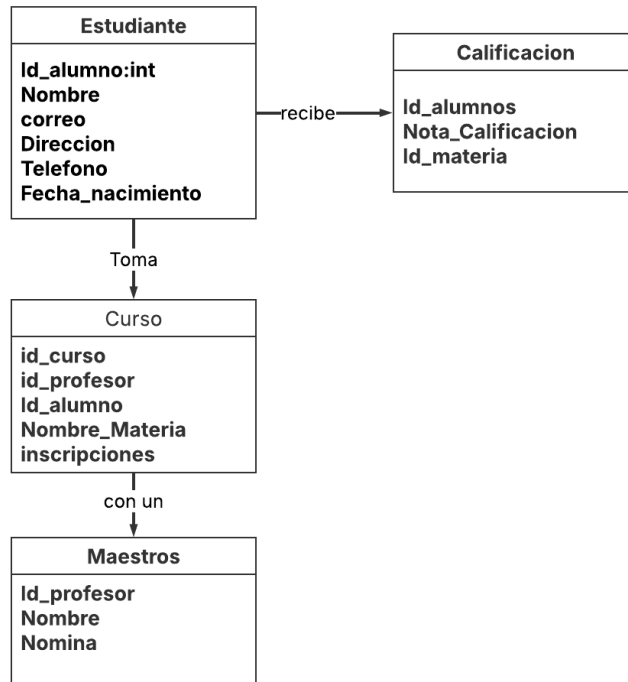 Estudiante
Id_alumno:int
Nombre
correo
Direccion
Telefono
Fecha_nacimiento
recibe
Calificacion
Id_alumnos
Nota_Calificacion
Id_materia
Toma
Curso
id_curso
id_profesor
Id_alumno
Nombre_Materia
inscripciones
con un
Maestros
Id_profesor
Nombre
Nomina